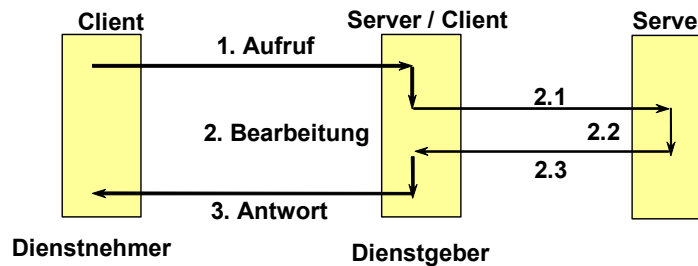 Client
Server / Client
Serve
1. Aufruf
2.1
2. Bearbeitung
2.2
2.3
3. Antwort
Dienstnehmer
Dienstgeber